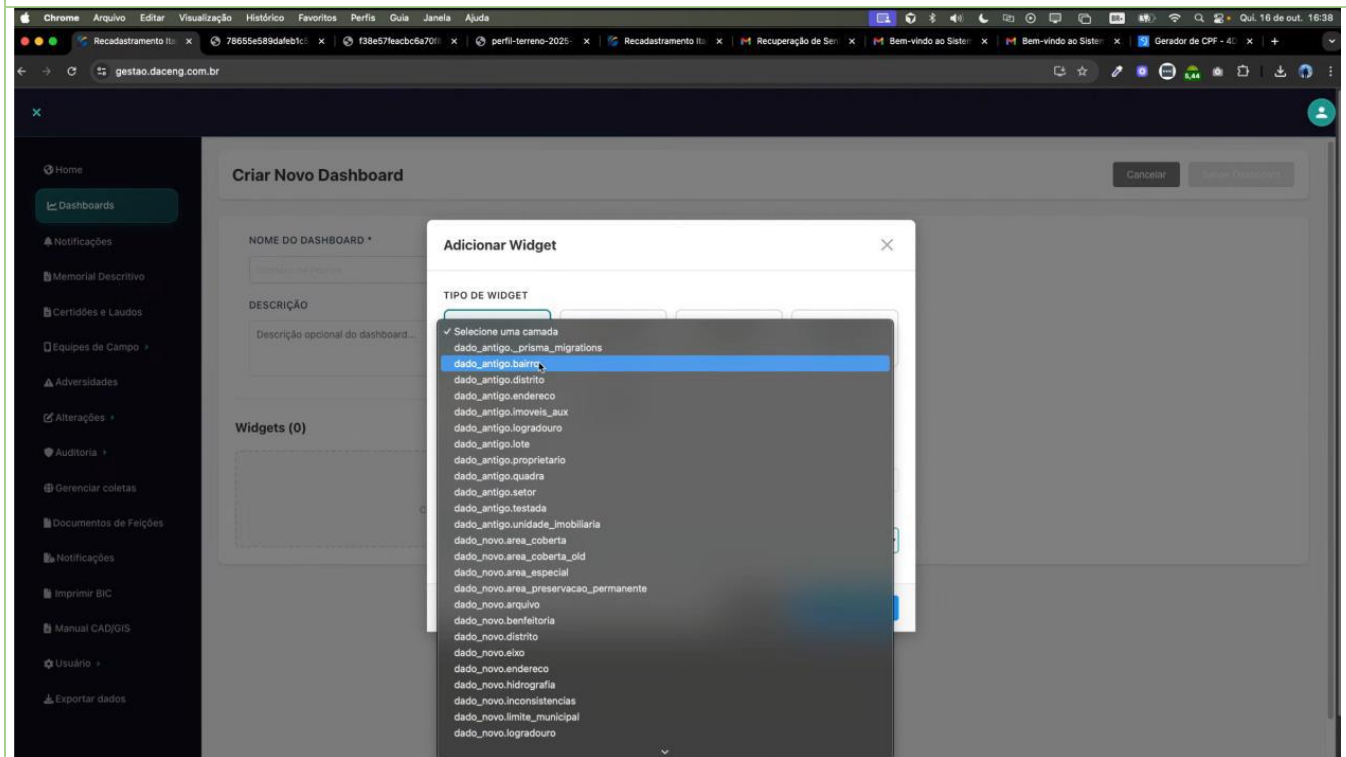 Chrome Arquivo Editar Visualização Histórico Favoritos Perfis Guia Janela Ajuda Qui. 16 de out. 16:38
Recadastramento Ita 78655e589dafeb1c5 f38e57feacbc6a70f perfil-terreno-2025- Recadastramento Ita Recuperação de Sen Bem-vindo ao Sistem Bem-vindo ao Sistem Gerador de CPF - 4D
gestao.daceng.com.br 5,44
Home
Dashboards
Notificações
Memorial Descritivo
Certidões e Laudos
Equipes de Campo
Adversidades
Alterações
Auditoria
Gerenciar coletas
Documentos de Feições
Notificações
Imprimir BIC
Manual CAD/GIS
Usuário
Exportar dados
Criar Novo Dashboard
Cancelar
NOME DO DASHBOARD *
DESCRIÇÃO
Descrição opcional do dashboard...
Widgets (0)
Adicionar Widget
TIPO DE WIDGET
Selecione uma camada
dado_antigo._prisma_migrations
dado_antigo.bairro
dado_antigo.distrito
dado_antigo.endereco
dado_antigo.imoveis_aux
dado_antigo.logradouro
dado_antigo.lote
dado_antigo.proprietario
dado_antigo.quadra
dado_antigo.setor
dado_antigo.testada
dado_antigo.unidade_imobiliaria
dado_novo.area_coberta
dado_novo.area_coberta_old
dado_novo.area_especial
dado_novo.area_preservacao_permanente
dado_novo.arquivo
dado_novo.benfeitoria
dado_novo.distrito
dado_novo.eixo
dado_novo.endereco
dado_novo.hidrografia
dado_novo.inconsistencias
dado_novo.limite_municipal
dado_novo.logradouro